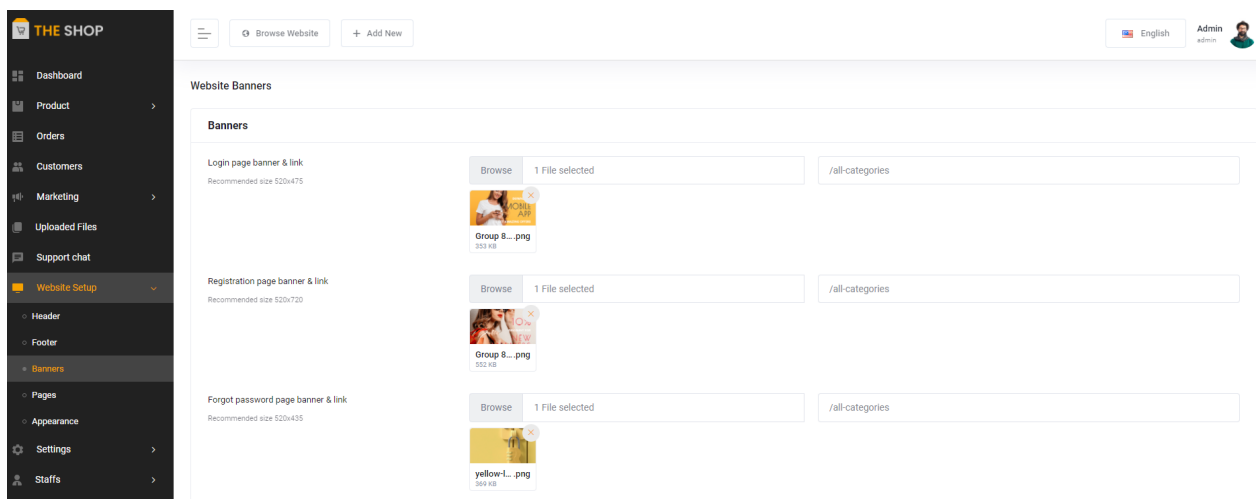 THE SHOP
Browse Website
+ Add New
English
Admin
admin
Dashboard
Product
Orders
Customers
Marketing
Uploaded Files
Support chat
Website Setup
Header
Footer
Banners
Pages
Appearance
Settings
Staffs
Website Banners
Banners
Login page banner & link
Recommended size 520x475
Browse
1 File selected
/all-categories
MOBILE
APP
Group 8... .png
353 KB
Registration page banner & link
Recommended size 520x720
Browse
1 File selected
/all-categories
Group 8... .png
552 KB
Forgot password page banner & link
Recommended size 520x435
Browse
1 File selected
/all-categories
yellow-l... .png
369 KB